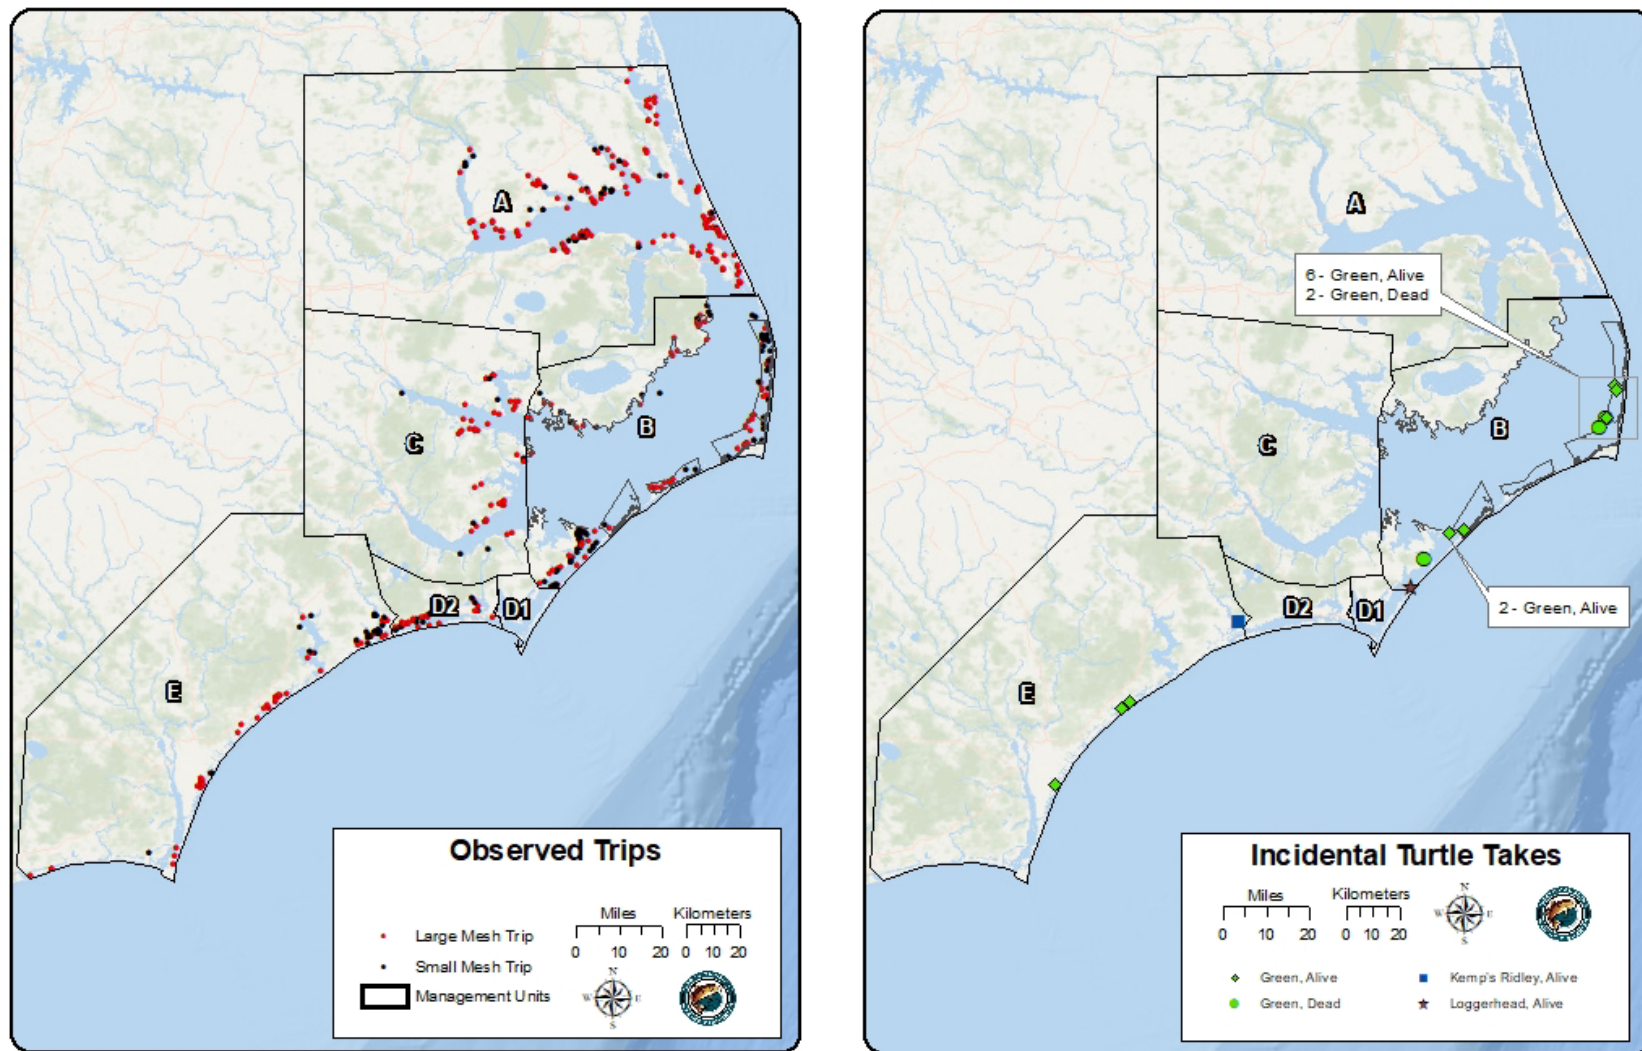 A
B
C
D2
D1
E
Observed Trips
Miles
Kilometers
0 10 20
0 10 20
Large Mesh Trip
Small Mesh Trip
Management Units
N
W E
S
A
6 - Green, Alive
2 - Green, Dead
B
C
2 - Green, Alive
D2
D1
E
Incidental Turtle Takes
Miles
Kilometers
0 10 20
0 10 20
N
W E
S
Green, Alive
Kemp's Ridley, Alive
Green, Dead
Loggerhead, Alive